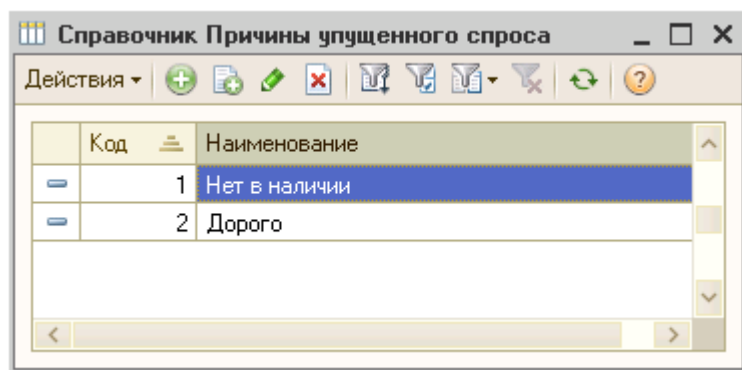 Справочник Причины упущенного спроса
Действия
Код Наименование
1 Нет в наличии
2 Дорого